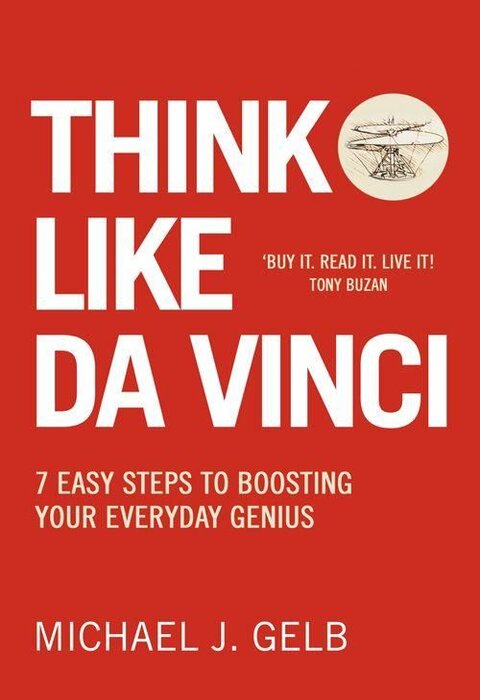 THINK
LIKE
DA VINCI
‘BUY IT. READ IT. LIVE IT!
TONY BUZAN
7 EASY STEPS TO BOOSTING
YOUR EVERYDAY GENIUS
MICHAEL J. GELB